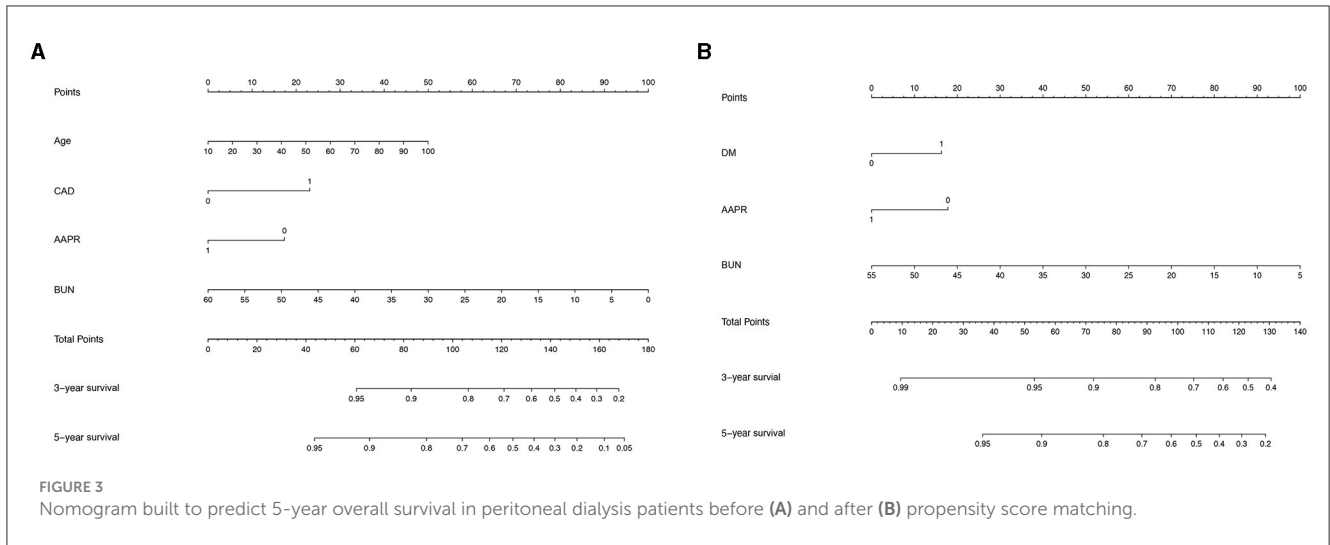 A
Points
0 10 20 30 40 50 60 70 80 90 100
Age
10 20 30 40 50 60 70 80 90 100
CAD
1
0
AAPR
0
1
BUN
60 55 50 45 40 35 30 25 20 15 10 5 0
Total Points
0 20 40 60 80 100 120 140 160 180
3–year survival
0.95 0.9 0.8 0.7 0.6 0.5 0.4 0.3 0.2
5–year survival
0.95 0.9 0.8 0.7 0.6 0.5 0.4 0.3 0.2 0.1 0.05
B
Points
0 10 20 30 40 50 60 70 80 90 100
DM
1
0
AAPR
0
1
BUN
55 50 45 40 35 30 25 20 15 10 5
Total Points
0 10 20 30 40 50 60 70 80 90 100 110 120 130 140
3–year survial
0.99 0.95 0.9 0.8 0.7 0.6 0.5 0.4
5–year survival
0.95 0.9 0.8 0.7 0.6 0.5 0.4 0.3 0.2
FIGURE 3
Nomogram built to predict 5-year overall survival in peritoneal dialysis patients before (A) and after (B) propensity score matching.